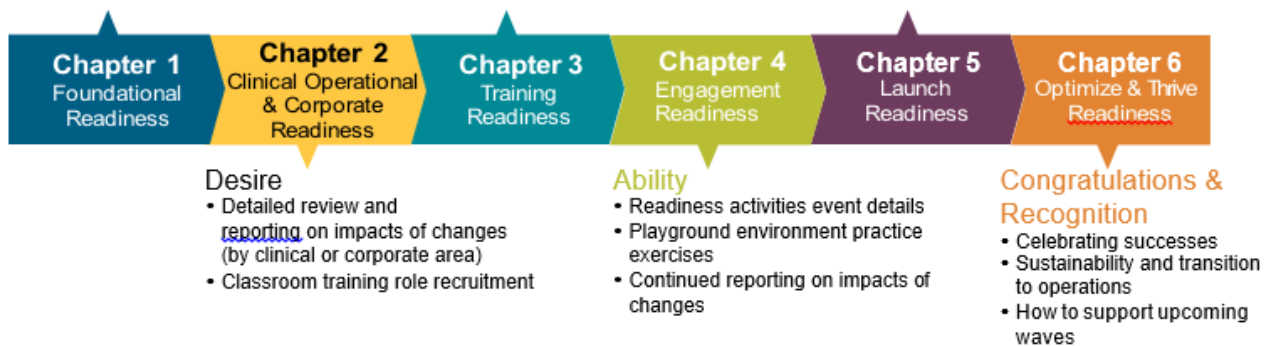 Chapter 1
Foundational
Readiness
Chapter 2
Clinical Operational
& Corporate
Readiness
Chapter 3
Training
Readiness
Chapter 4
Engagement
Readiness
Chapter 5
Launch
Readiness
Chapter 6
Optimize & Thrive
Readiness
Desire
• Detailed review and
reporting on impacts of changes
(by clinical or corporate area)
• Classroom training role recruitment
Ability
• Readiness activities event details
• Playground environment practice
exercises
• Continued reporting on impacts of
changes
Congratulations &
Recognition
• Celebrating successes
• Sustainability and transition
to operations
• How to support upcoming
waves